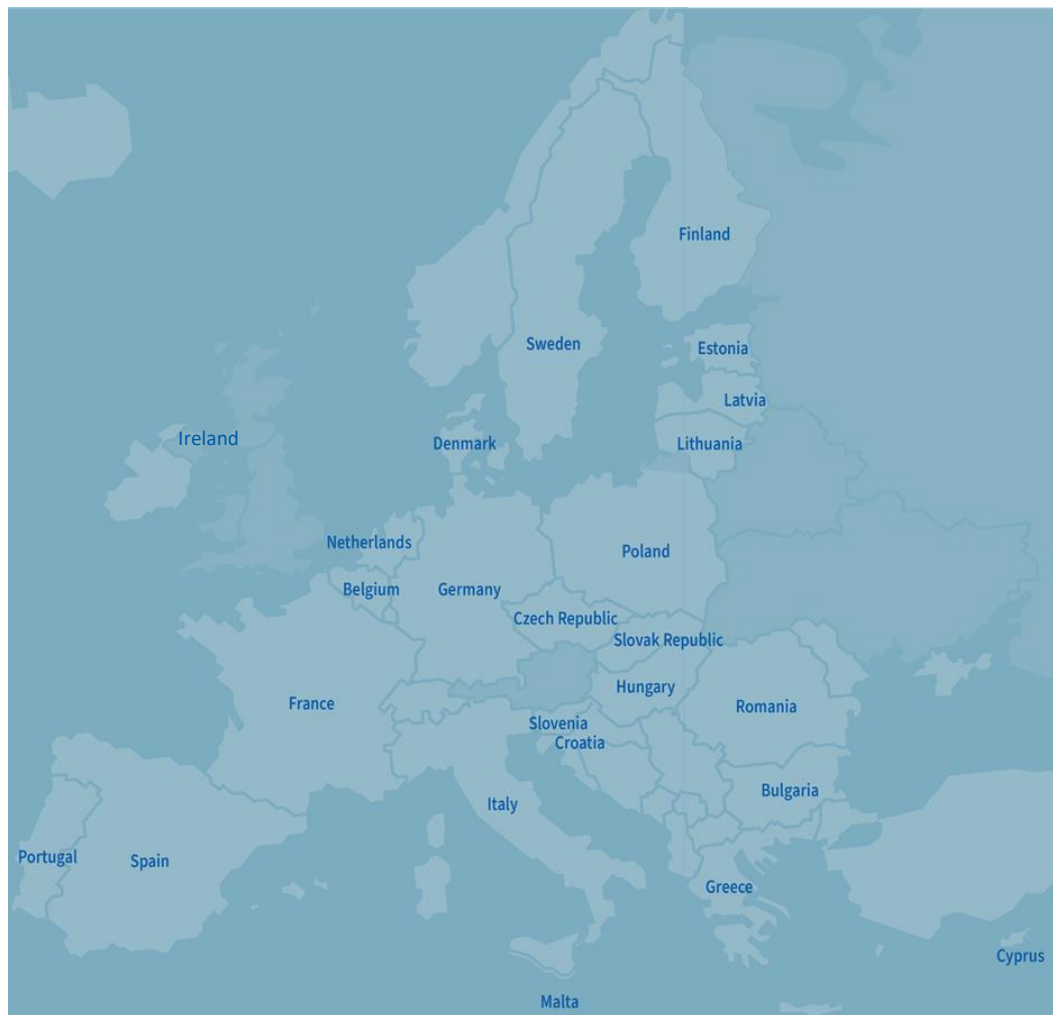 Finland
Sweden
Estonia
Latvia
Ireland
Denmark
Lithuania
Netherlands
Poland
Belgium
Germany
Czech Republic
Slovak Republic
Hungary
France
Romania
Slovenia
Croatia
Bulgaria
Italy
Portugal
Spain
Greece
Cyprus
Malta